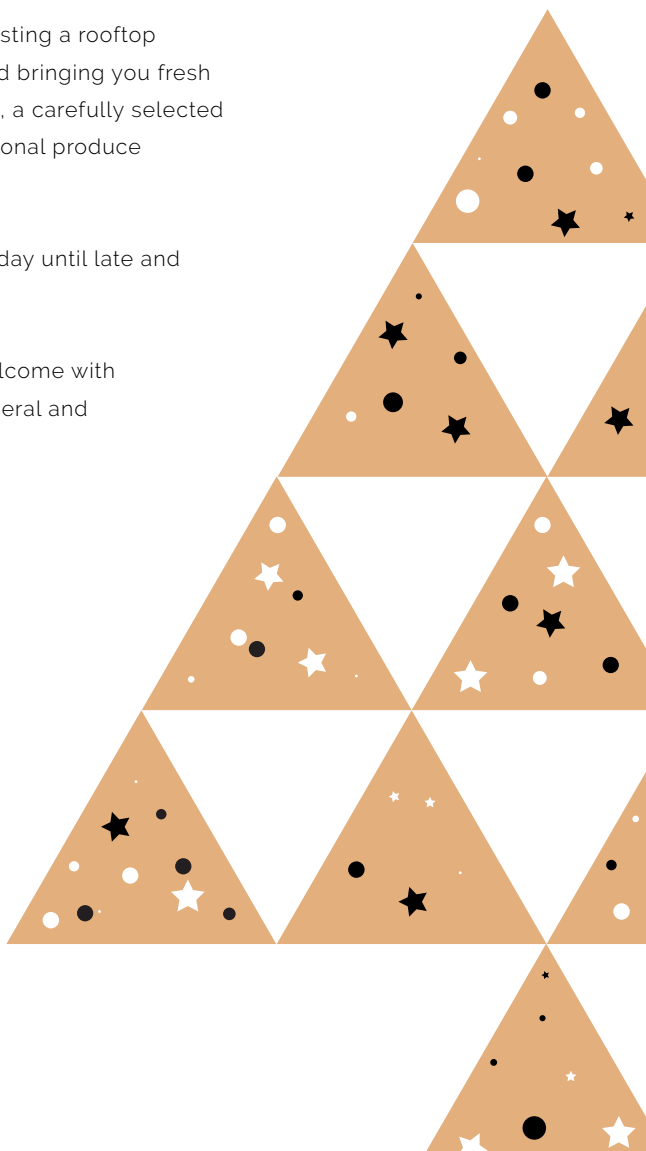 sting a rooftop
d bringing you fresh
, a carefully selected
onal produce
day until late and
lcome with
eral and